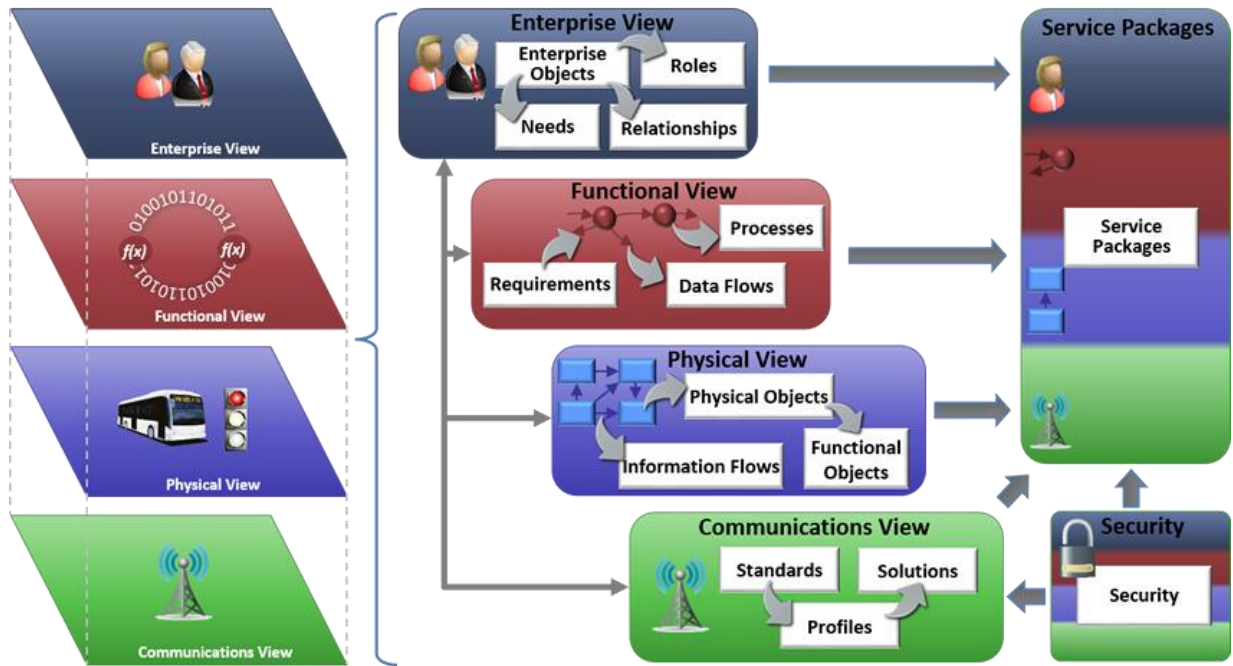 Enterprise View
0100101101011
f(x)
f(x)
Functional View
Physical View
Communications View
Enterprise View
Enterprise
Objects
Roles
Needs
Relationships
Functional View
Processes
Requirements
Data Flows
Physical View
Physical Objects
Information Flows
Functional
Objects
Communications View
Standards
Solutions
Profiles
Service Packages
Service
Packages
Security
Security